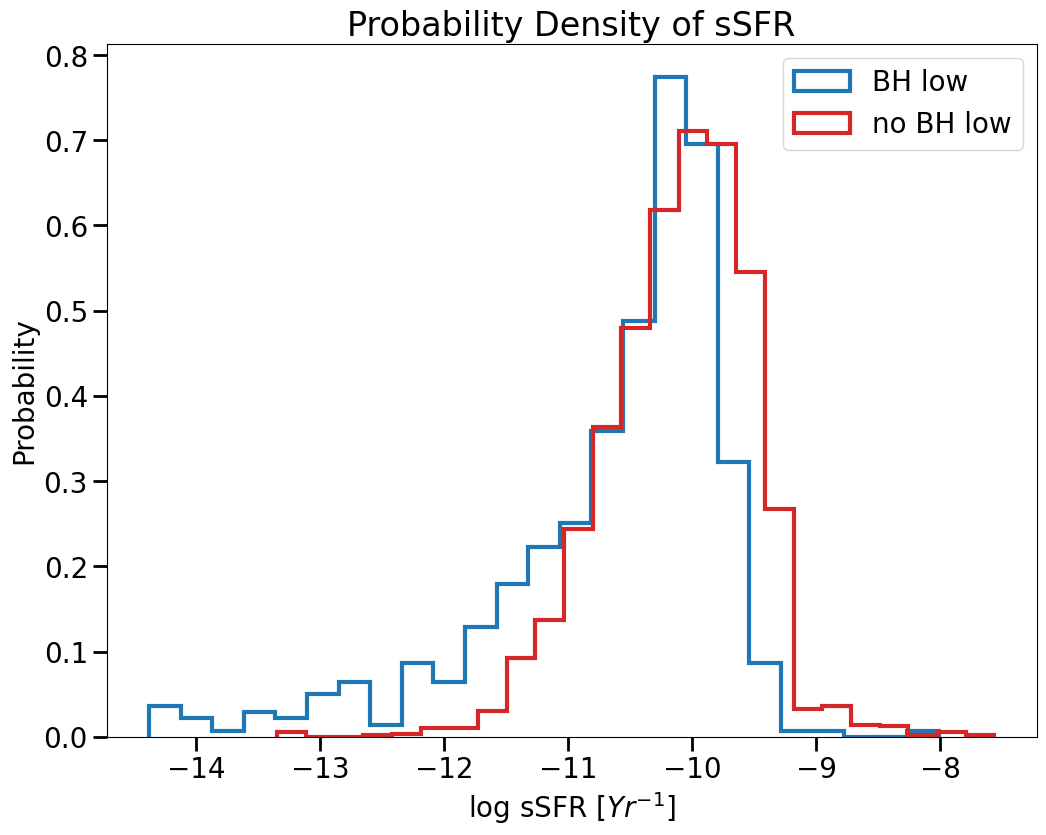 Probability Density of sSFR
BH low
no BH low
Probability
0.8
0.7
0.6
0.5
0.4
0.3
0.2
0.1
0.0
−14 −13 −12 −11 −10 −9 −8
log sSFR [Yr⁻¹]